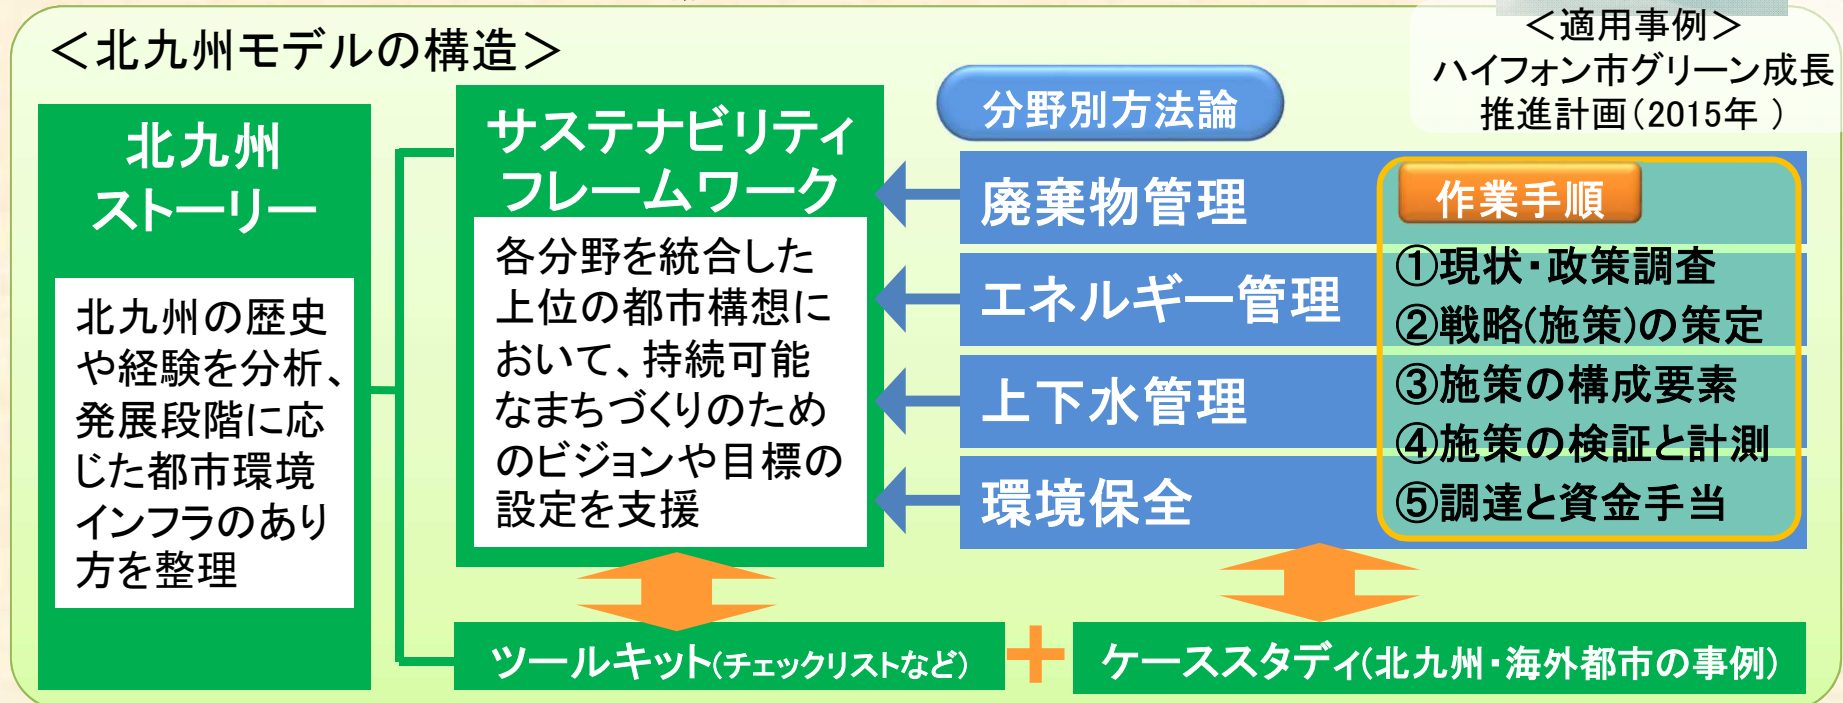 ＜北九州モデルの構造＞
＜適用事例＞
ハイフォン市グリーン成長
推進計画(2015年 )
北九州
ストーリー
北九州の歴史
や経験を分析、
発展段階に応
じた都市環境
インフラのあり
方を整理
サステナビリティ
フレームワーク
各分野を統合した
上位の都市構想に
おいて、持続可能
なまちづくりのため
のビジョンや目標の
設定を支援
分野別方法論
廃棄物管理
エネルギー管理
上下水管理
環境保全
作業手順
①現状・政策調査
②戦略(施策)の策定
③施策の構成要素
④施策の検証と計測
⑤調達と資金手当
ツールキット(チェックリストなど)
+
ケーススタディ(北九州・海外都市の事例)